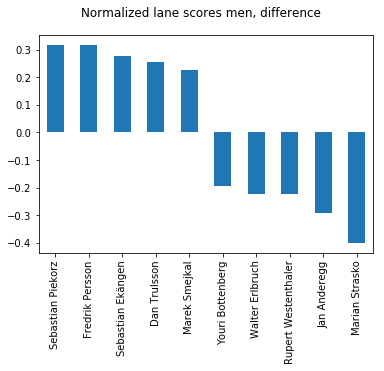 Normalized lane scores men, difference
0.3
0.2
0.1
0.0
−0.1
−0.2
−0.3
−0.4
Sebastian Piekorz
Fredrik Persson
Sebastian Ekängen
Dan Trulsson
Marek Smejkal
Youri Bottenberg
Walter Erlbruch
Rupert Westenthaler
Jan Anderegg
Marian Strasko